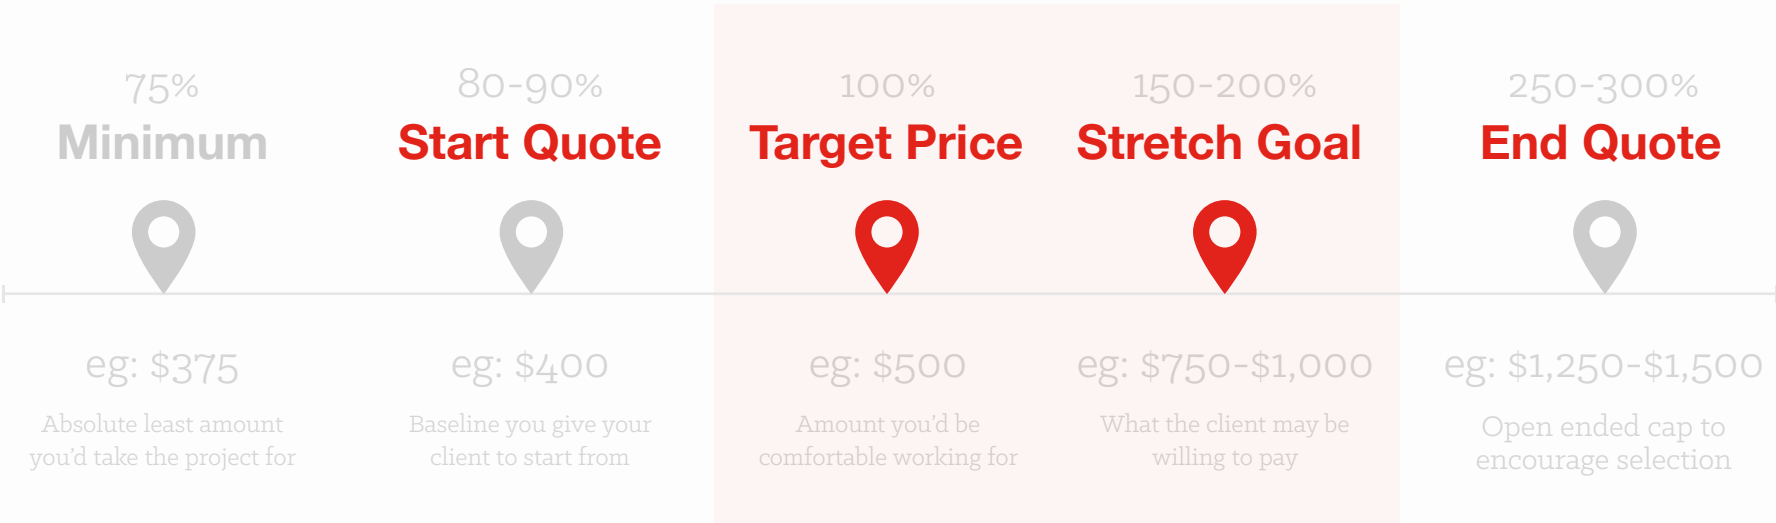 75%
Minimum
eg: $375
Absolute least amount
you'd take the project for
80-90%
Start Quote
eg: $400
Baseline you give your
client to start from
100%
Target Price
eg: $500
Amount you'd be
comfortable working for
150-200%
Stretch Goal
eg: $750-$1,000
What the client may be
willing to pay
250-300%
End Quote
eg: $1,250-$1,500
Open ended cap to
encourage selection